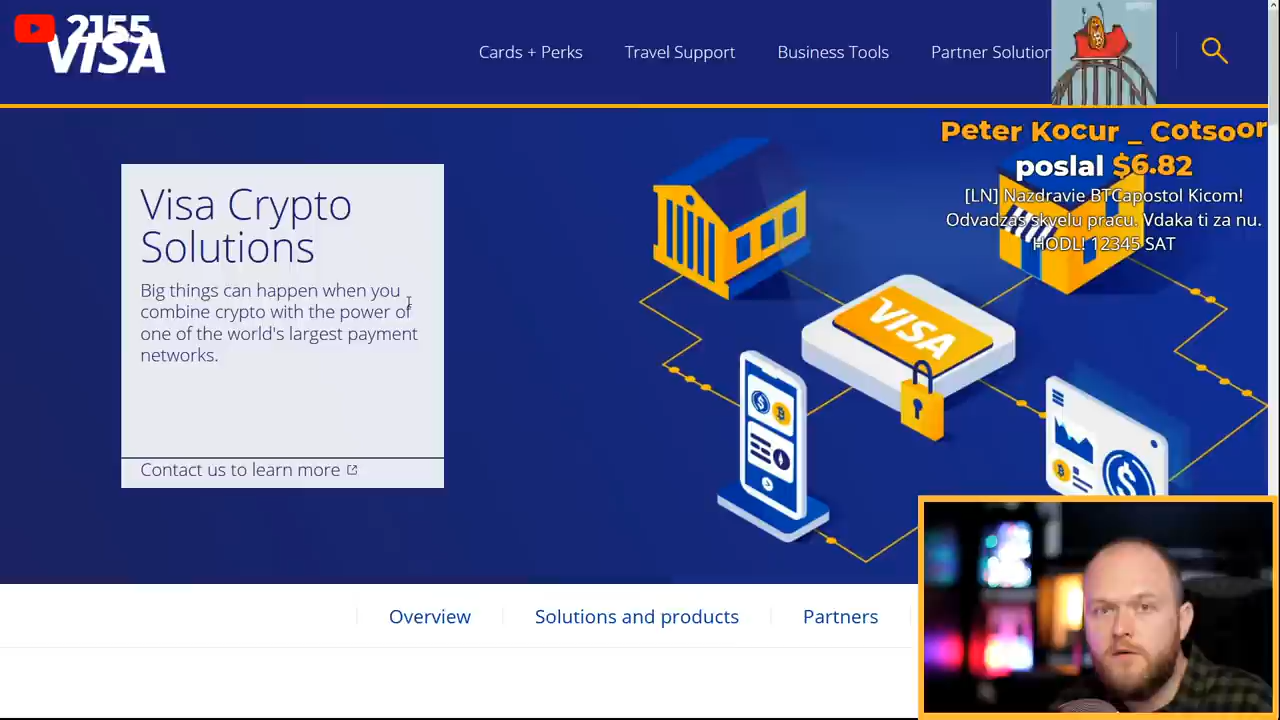 2155
VISA
Cards + Perks
Travel Support
Business Tools
Partner Solution
Peter Kocur _ Cotsoor
poslal $6.82
[LN] Nazdravie BTCapostol Kicom!
Odvadzas skvelu pracu. Vdaka ti za nu.
HODL! 12345 SAT
Visa Crypto
Solutions
Big things can happen when you
combine crypto with the power of
one of the world's largest payment
networks.
Contact us to learn more
VISA
Overview
Solutions and products
Partners